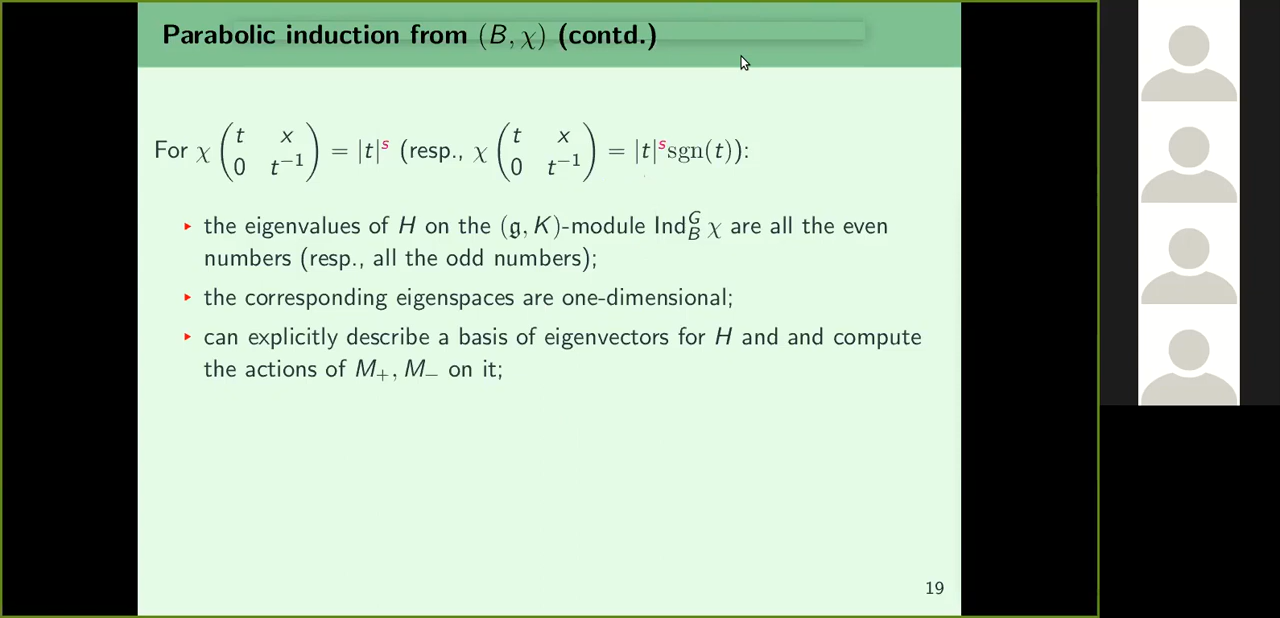 Parabolic induction from (B, χ) (contd.)
For χ ( t x ; 0 t⁻¹ ) = |t|ˢ (resp., χ ( t x ; 0 t⁻¹ ) = |t|ˢsgn(t)):
▸ the eigenvalues of H on the (𝔤, K)-module Ind_B^G χ are all the even
numbers (resp., all the odd numbers);
▸ the corresponding eigenspaces are one-dimensional;
▸ can explicitly describe a basis of eigenvectors for H and and compute
the actions of M₊, M₋ on it;
19